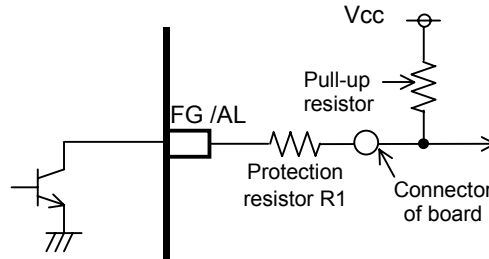 Vcc
Pull-up
resistor
FG /AL
Protection
resistor R1
Connector
of board